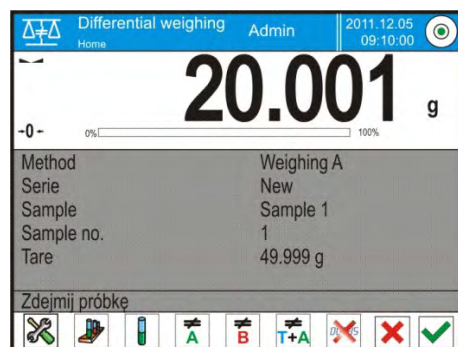 Differential weighing Admin 2011.12.05
Home 09:10:00
20.001 g
→0← 0% 100%
Method Weighing A
Serie New
Sample Sample 1
Sample no. 1
Tare 49.999 g
Zdejmij próbkę
A B T+A